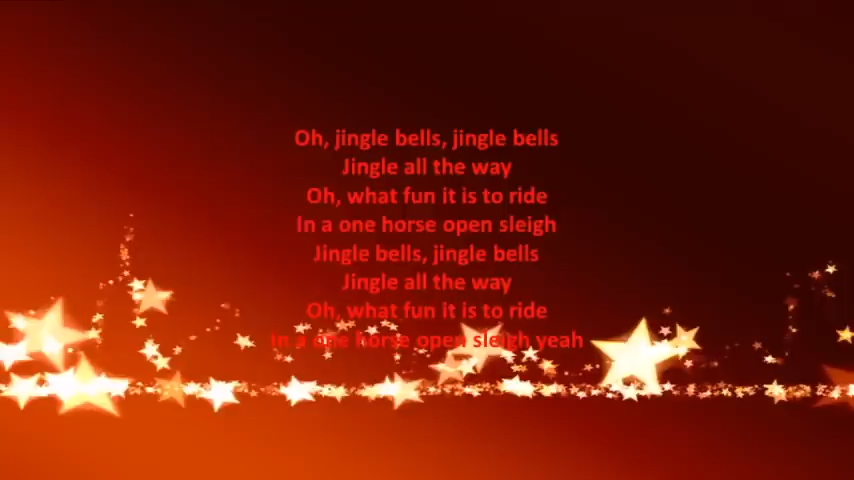 Oh, jingle bells, jingle bells
Jingle all the way
Oh, what fun it is to ride
In a one horse open sleigh
Jingle bells, jingle bells
Jingle all the way
Oh, what fun it is to ride
In a one horse open sleigh yeah